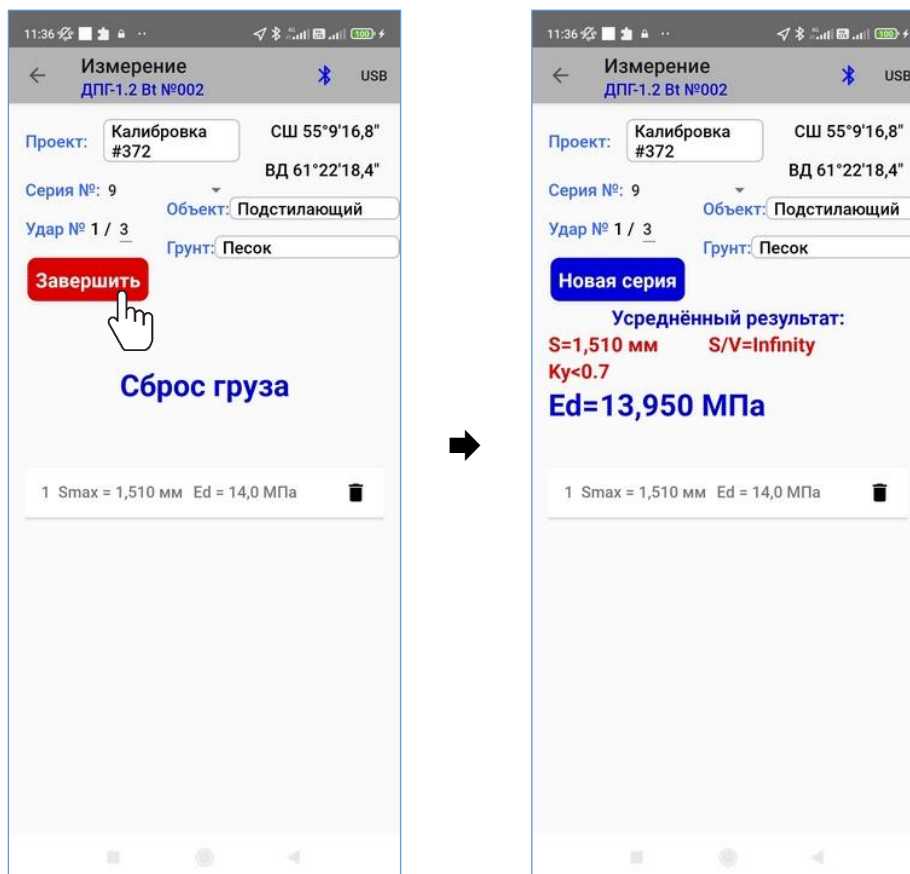 11:36
100
Измерение
ДПГ-1.2 Bt №002
USB
Проект:
Калибровка
#372
СШ 55°9'16,8"
ВД 61°22'18,4"
Серия №: 9
Объект: Подстилающий
Удар № 1 / 3
Грунт: Песок
Завершить
Сброс груза
1 Smax = 1,510 мм Ed = 14,0 МПа
11:36
100
Измерение
ДПГ-1.2 Bt №002
USB
Проект:
Калибровка
#372
СШ 55°9'16,8"
ВД 61°22'18,4"
Серия №: 9
Объект: Подстилающий
Удар № 1 / 3
Грунт: Песок
Новая серия
Усреднённый результат:
S=1,510 мм S/V=Infinity
Ky<0.7
Ed=13,950 МПа
1 Smax = 1,510 мм Ed = 14,0 МПа